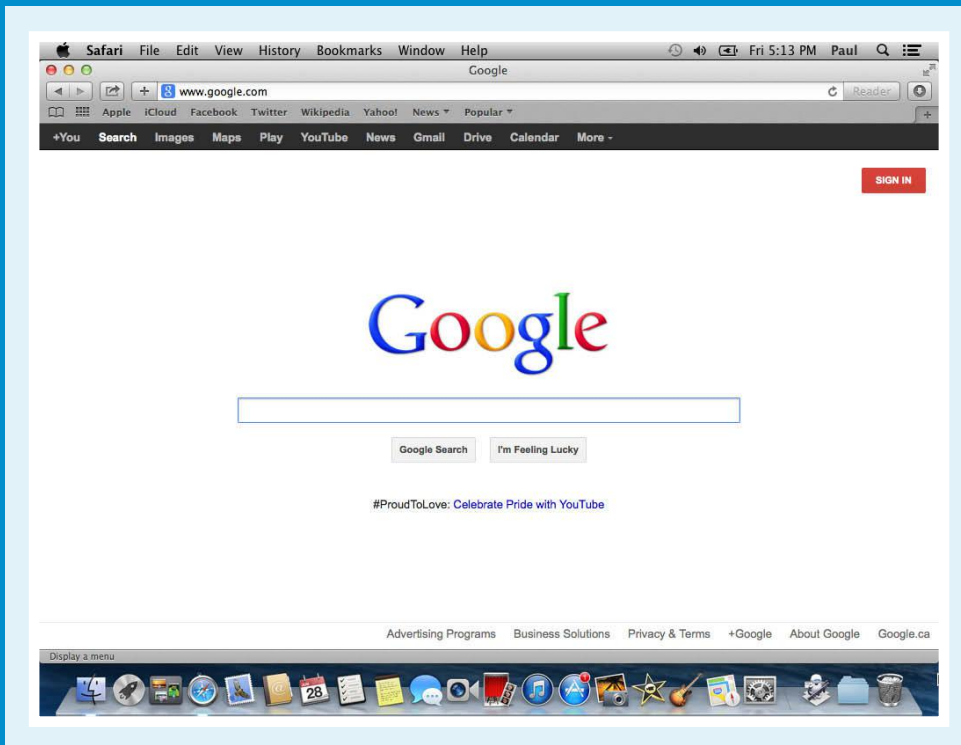 Safari File Edit View History Bookmarks Window Help Fri 5:13 PM Paul
Google
www.google.com Reader
Apple iCloud Facebook Twitter Wikipedia Yahoo! News Popular
+You Search Images Maps Play YouTube News Gmail Drive Calendar More
SIGN IN
Google
Google Search I'm Feeling Lucky
#ProudToLove: Celebrate Pride with YouTube
Advertising Programs Business Solutions Privacy & Terms +Google About Google Google.ca
Display a menu
28